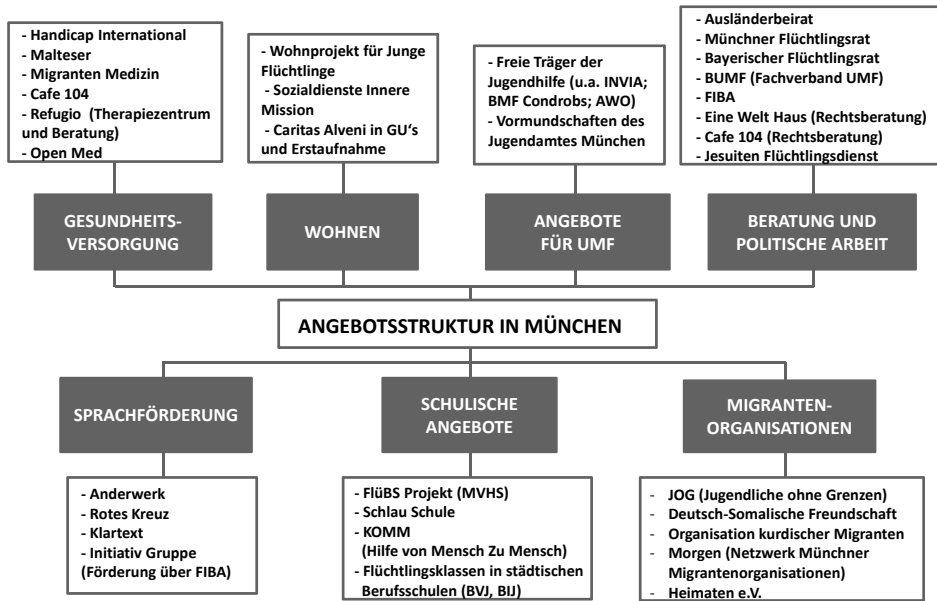 - Handicap International
- Malteser
- Migranten Medizin
- Cafe 104
- Refugio (Therapiezentrum
und Beratung)
- Open Med
GESUNDHEITS-
VERSORGUNG
- Wohnprojekt für Junge
Flüchtlinge
- Sozialdienste Innere
Mission
- Caritas Alveni in GU's
und Erstaufnahme
WOHNEN
- Freie Träger der
Jugendhilfe (u.a. INVIA;
BMF Condrobs; AWO)
- Vormundschaften des
Jugendamtes München
ANGEBOTE
FÜR UMF
- Ausländerbeirat
- Münchner Flüchtlingsrat
- Bayerischer Flüchtlingsrat
- BUMF (Fachverband UMF)
- FIBA
- Eine Welt Haus (Rechtsberatung)
- Cafe 104 (Rechtsberatung)
- Jesuiten Flüchtlingsdienst
BERATUNG UND
POLITISCHE ARBEIT
ANGEBOTSSTRUKTUR IN MÜNCHEN
SPRACHFÖRDERUNG
- Anderwerk
- Rotes Kreuz
- Klartext
- Initiativ Gruppe
(Förderung über FIBA)
SCHULISCHE
ANGEBOTE
- FlüBS Projekt (MVHS)
- Schlau Schule
- KOMM
(Hilfe von Mensch Zu Mensch)
- Flüchtlingsklassen in städtischen
Berufsschulen (BVJ, BIJ)
MIGRANTEN-
ORGANISATIONEN
- JOG (Jugendliche ohne Grenzen)
- Deutsch-Somalische Freundschaft
- Organisation kurdischer Migranten
- Morgen (Netzwerk Münchner
Migrantenorganisationen)
- Heimaten e.V.